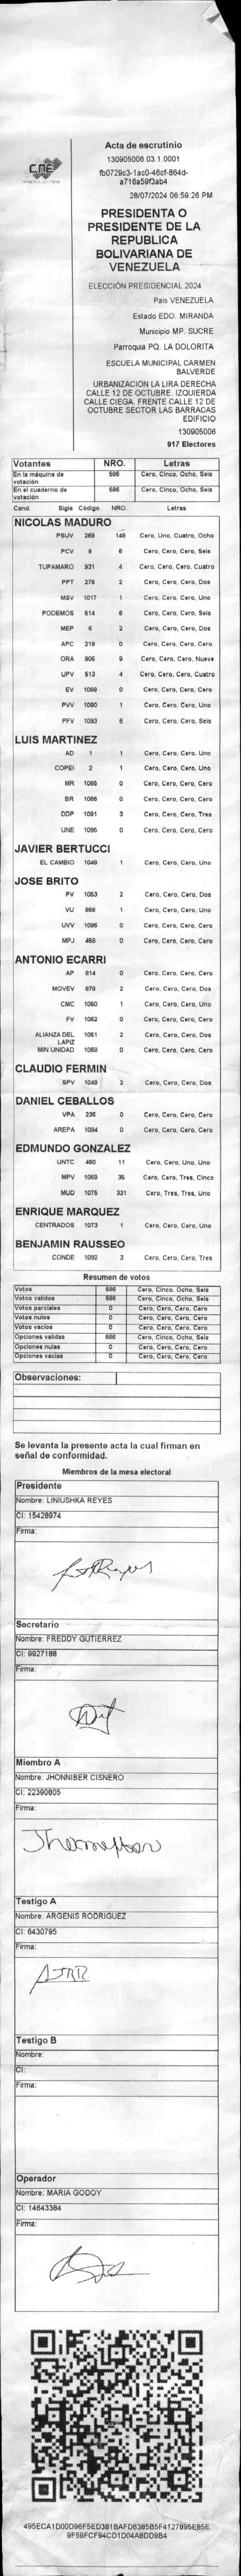 CNE
Acta de escrutinio
130905006.03.1.0001
fb0729c3-1ac0-46cf-864d-
a716a59f3ab4
28/07/2024 06:59:26 PM
PRESIDENTA O
PRESIDENTE DE LA
REPUBLICA
BOLIVARIANA DE
VENEZUELA
ELECCIÓN PRESIDENCIAL 2024
Pais VENEZUELA
Estado EDO. MIRANDA
Municipio MP. SUCRE
Parroquia PQ. LA DOLORITA
ESCUELA MUNICIPAL CARMEN
BALVERDE
URBANIZACION LA LIRA DERECHA
CALLE 12 DE OCTUBRE. IZQUIERDA
CALLE CIEGA. FRENTE CALLE 12 DE
OCTUBRE SECTOR LAS BARRACAS
EDIFICIO
130905006
917 Electores
Votantes NRO. Letras
En la máquina de votación 586 Cero, Cinco, Ocho, Seis
En el cuaderno de votación 586 Cero, Cinco, Ocho, Seis
Cand. Sigla Código NRO. Letras
NICOLAS MADURO
PSUV 269 148 Cero, Uno, Cuatro, Ocho
PCV 9 6 Cero, Cero, Cero, Seis
TUPAMARO 931 4 Cero, Cero, Cero, Cuatro
PPT 276 2 Cero, Cero, Cero, Dos
MSV 1017 1 Cero, Cero, Cero, Uno
PODEMOS 514 6 Cero, Cero, Cero, Seis
MEP 6 2 Cero, Cero, Cero, Dos
APC 219 0 Cero, Cero, Cero, Cero
ORA 906 9 Cero, Cero, Cero, Nueve
UPV 513 4 Cero, Cero, Cero, Cuatro
EV 1089 0 Cero, Cero, Cero, Cero
PVV 1090 1 Cero, Cero, Cero, Uno
PFV 1093 6 Cero, Cero, Cero, Seis
LUIS MARTINEZ
AD 1 1 Cero, Cero, Cero, Uno
COPEI 2 1 Cero, Cero, Cero, Uno
MR 1065 0 Cero, Cero, Cero, Cero
BR 1066 0 Cero, Cero, Cero, Cero
DDP 1091 3 Cero, Cero, Cero, Tres
UNE 1095 0 Cero, Cero, Cero, Cero
JAVIER BERTUCCI
EL CAMBIO 1048 1 Cero, Cero, Cero, Uno
JOSE BRITO
PV 1053 2 Cero, Cero, Cero, Dos
VU 868 1 Cero, Cero, Cero, Uno
UVV 1096 0 Cero, Cero, Cero, Cero
MPJ 459 0 Cero, Cero, Cero, Cero
ANTONIO ECARRI
AP 814 0 Cero, Cero, Cero, Cero
MOVEV 878 2 Cero, Cero, Cero, Dos
CMC 1050 1 Cero, Cero, Cero, Uno
FV 1062 0 Cero, Cero, Cero, Cero
ALIANZA DEL LAPIZ 1051 2 Cero, Cero, Cero, Dos
MIN UNIDAD 1068 0 Cero, Cero, Cero, Cero
CLAUDIO FERMIN
SPV 1049 2 Cero, Cero, Cero, Dos
DANIEL CEBALLOS
VPA 236 0 Cero, Cero, Cero, Cero
AREPA 1094 0 Cero, Cero, Cero, Cero
EDMUNDO GONZALEZ
UNTC 460 11 Cero, Cero, Uno, Uno
MPV 1069 35 Cero, Cero, Tres, Cinco
MUD 1075 331 Cero, Tres, Tres, Uno
ENRIQUE MARQUEZ
CENTRADOS 1073 1 Cero, Cero, Cero, Uno
BENJAMIN RAUSSEO
CONDE 1092 3 Cero, Cero, Cero, Tres
Resumen de votos
Votos 586 Cero, Cinco, Ocho, Seis
Votos validos 586 Cero, Cinco, Ocho, Seis
Votos parciales 0 Cero, Cero, Cero, Cero
Votos nulos 0 Cero, Cero, Cero, Cero
Votos vacios 0 Cero, Cero, Cero, Cero
Opciones validas 586 Cero, Cinco, Ocho, Seis
Opciones nulas 0 Cero, Cero, Cero, Cero
Opciones vacias 0 Cero, Cero, Cero, Cero
Observaciones:
Se levanta la presente acta la cual firman en
señal de conformidad.
Miembros de la mesa electoral
Presidente
Nombre: LINIUSHKA REYES
CI: 15428974
Firma:
Secretario
Nombre: FREDDY GUTIERREZ
CI: 9927188
Firma:
Miembro A
Nombre: JHONNIBER CISNERO
CI: 22390805
Firma:
Testigo A
Nombre: ARGENIS RODRIGUEZ
CI: 6430795
Firma:
Testigo B
Nombre:
CI:
Firma:
Operador
Nombre: MARIA GODOY
CI: 14643384
Firma:
495ECA1D00D96F5ED381BAFD6385B5F4127895E85E
9F59FCF94CD1D04A8DD9B4